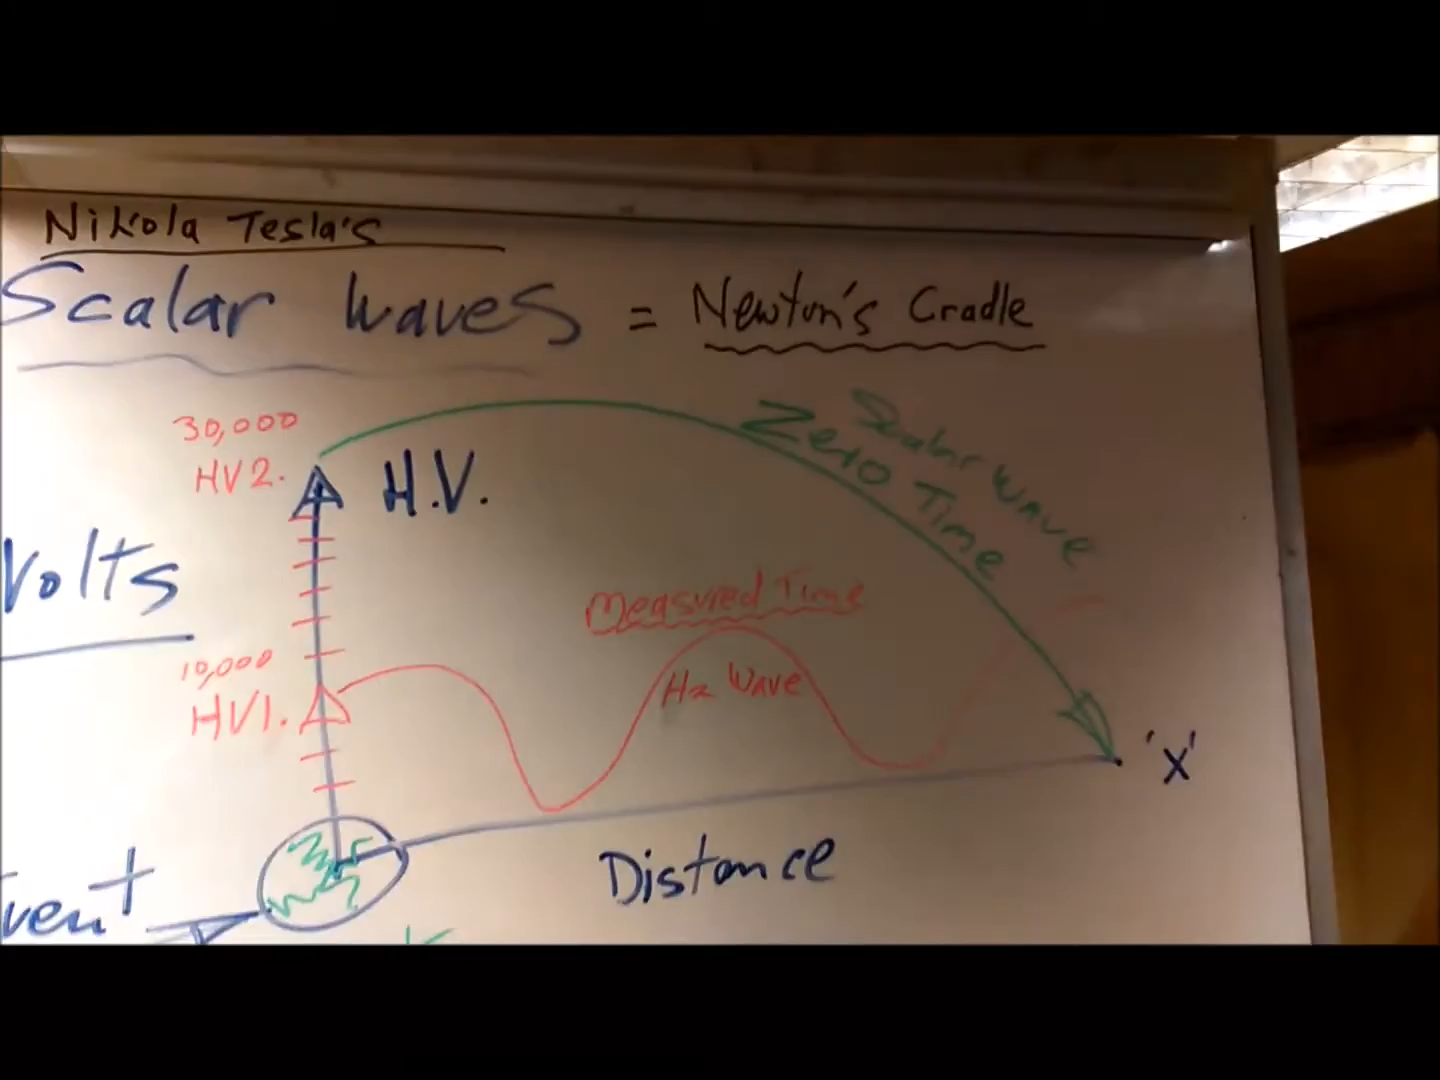 Nikola Tesla's
Scalar Waves = Newton's Cradle
30,000
HV2.
H.V.
Scalar Wave
Zero Time
Volts
Measured Time
10,000
HV1.
Hz Wave
'X'
Distance
vent